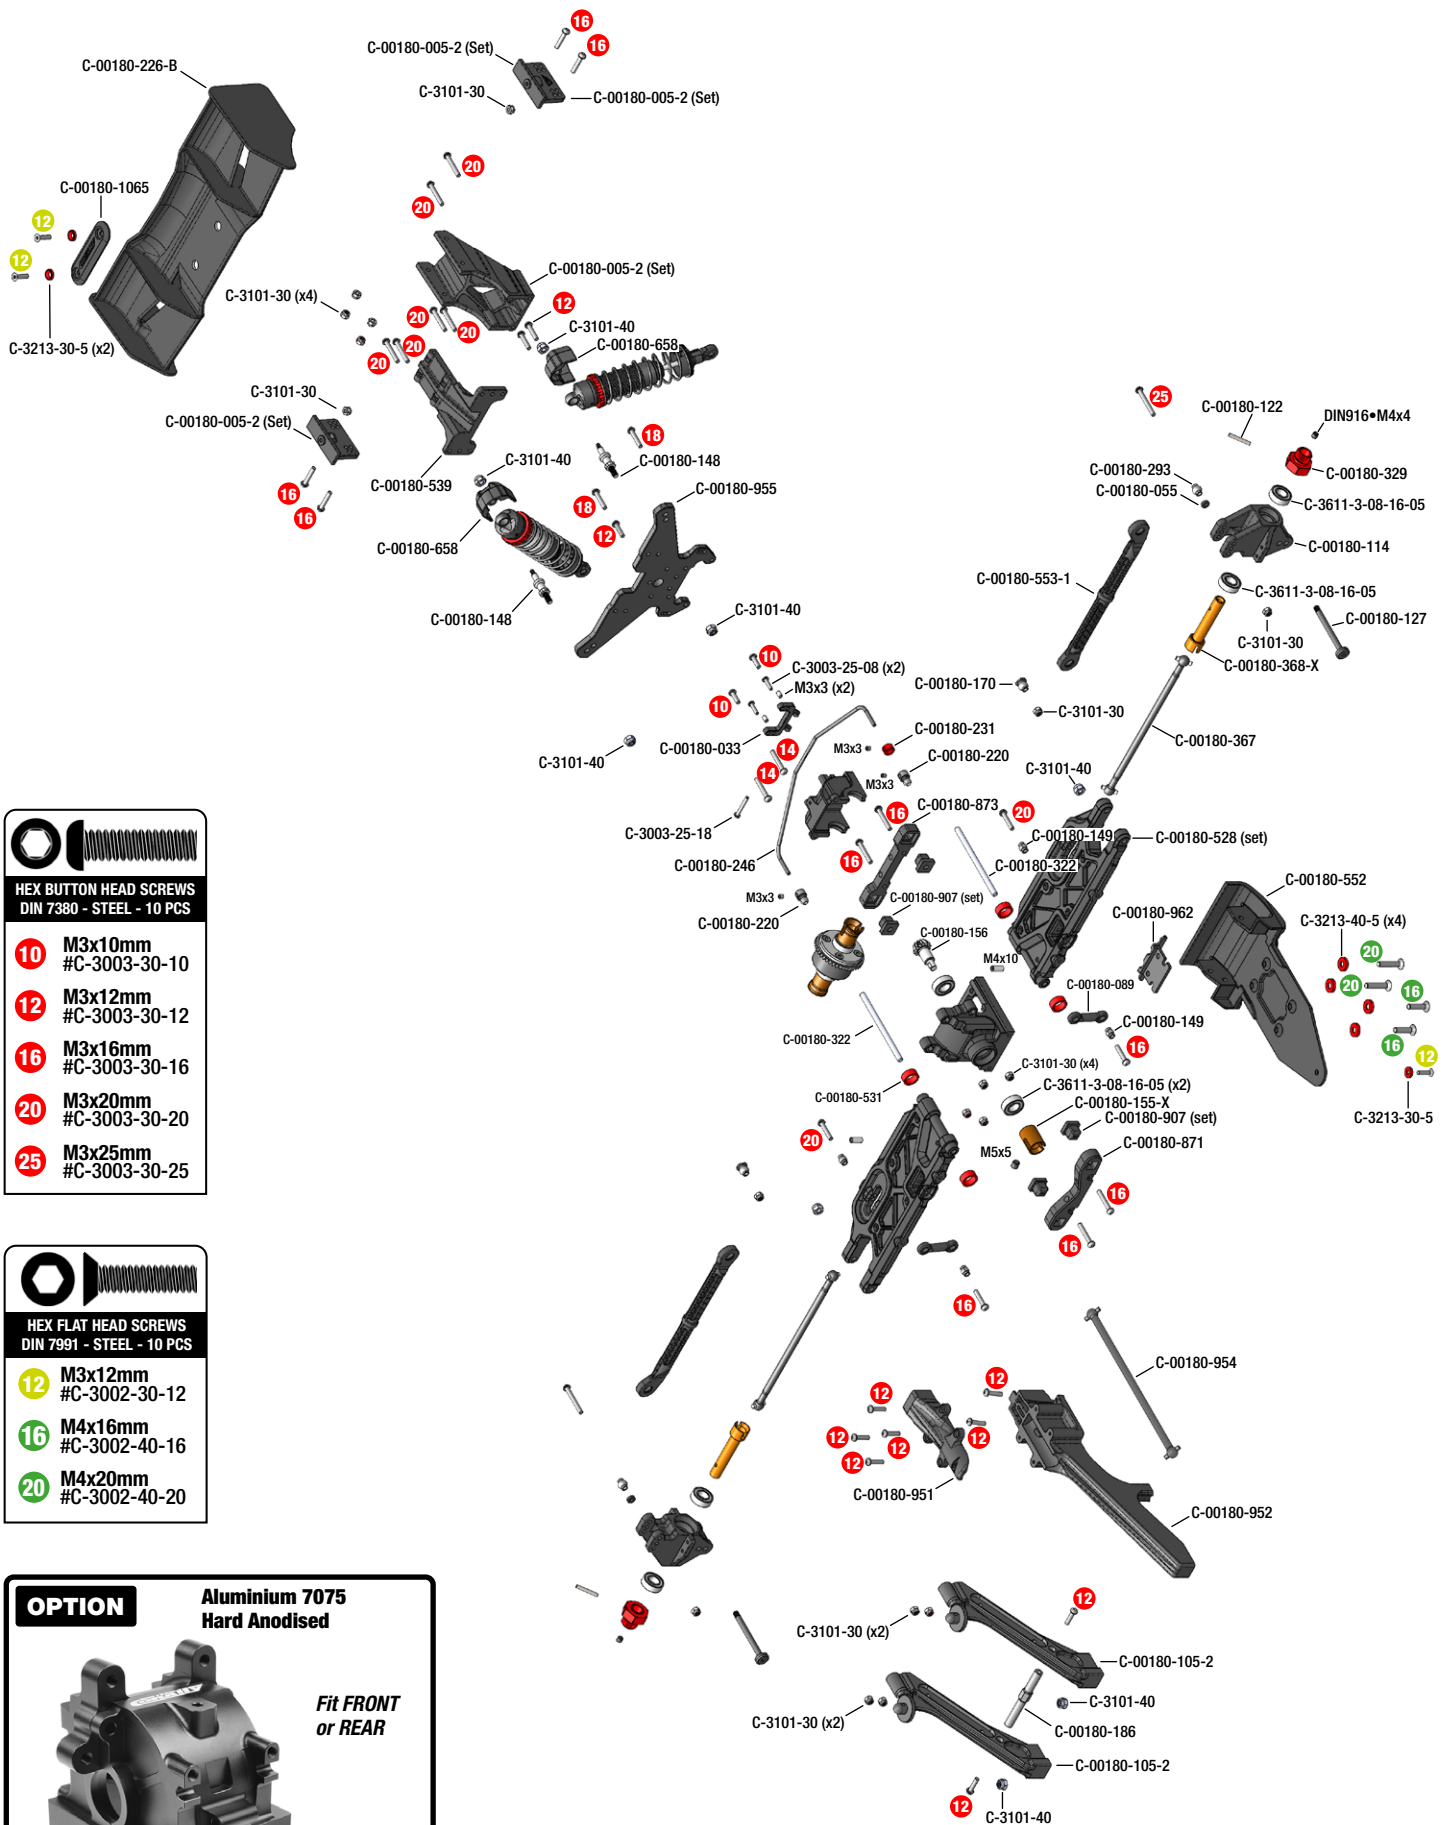 16
C-00180-005-2 (Set)
16
C-00180-226-B
C-3101-30
C-00180-005-2 (Set)
20
C-00180-1065
20
12
12
C-00180-005-2 (Set)
C-3101-30 (x4)
12
20
C-3101-40
20
C-3213-30-5 (x2)
20
20
C-00180-658
C-3101-30
C-00180-005-2 (Set)
25
C-00180-122
DIN916•M4x4
18
C-3101-40
C-00180-148
C-00180-293
C-00180-329
C-00180-539
C-00180-955
C-00180-055
C-3611-3-08-16-05
16
18
16
12
C-00180-658
C-00180-114
C-00180-553-1
C-3611-3-08-16-05
C-00180-148
C-3101-40
C-00180-127
C-3101-30
10
C-3003-25-08 (x2)
C-00180-368-X
M3x3 (x2)
C-00180-170
10
C-3101-30
C-00180-231
C-00180-033
14
M3x3
C-00180-367
C-3101-40
C-00180-220
C-3101-40
14
M3x3
C-00180-873
16
20
C-3003-25-18
C-00180-149
C-00180-528 (set)
C-00180-246
16
C-00180-322
C-00180-552
M3x3
C-00180-907 (set)
C-00180-962
C-00180-220
C-3213-40-5 (x4)
C-00180-156
20
M4x10
20
C-00180-089
16
C-00180-149
C-00180-322
16
16
12
C-3101-30 (x4)
C-3611-3-08-16-05 (x2)
C-00180-531
C-00180-155-X
C-00180-907 (set)
C-3213-30-5
20
C-00180-871
M5x5
16
16
16
C-00180-954
12
12
12
12
12
12
C-00180-951
C-00180-952
12
C-3101-30 (x2)
C-00180-105-2
C-3101-40
C-3101-30 (x2)
C-00180-186
C-00180-105-2
12
C-3101-40
HEX BUTTON HEAD SCREWS
DIN 7380 - STEEL - 10 PCS
10 M3x10mm
#C-3003-30-10
12 M3x12mm
#C-3003-30-12
16 M3x16mm
#C-3003-30-16
20 M3x20mm
#C-3003-30-20
25 M3x25mm
#C-3003-30-25
HEX FLAT HEAD SCREWS
DIN 7991 - STEEL - 10 PCS
12 M3x12mm
#C-3002-30-12
16 M4x16mm
#C-3002-40-16
20 M4x20mm
#C-3002-40-20
OPTION
Aluminium 7075
Hard Anodised
Fit FRONT
or REAR